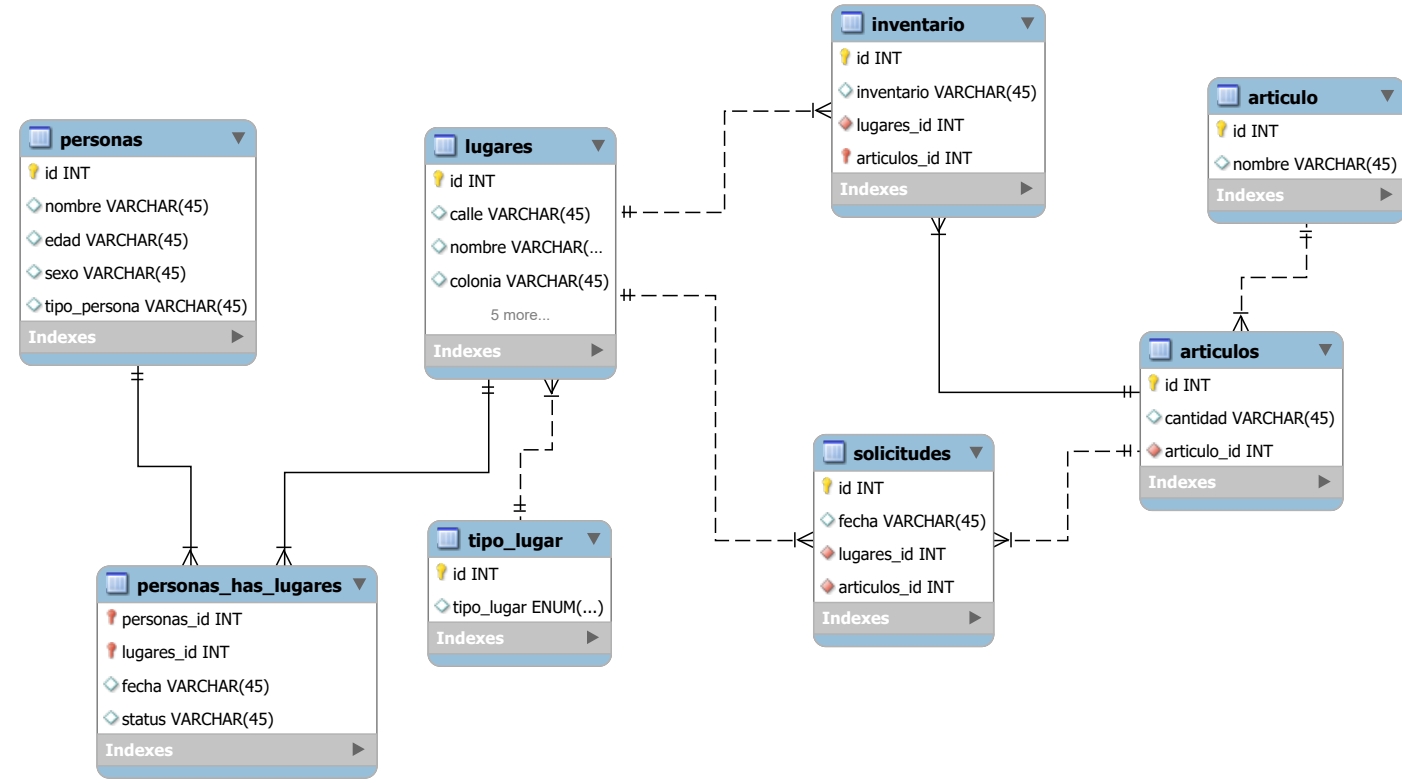 personas
id INT
nombre VARCHAR(45)
edad VARCHAR(45)
sexo VARCHAR(45)
tipo_persona VARCHAR(45)
Indexes
lugares
id INT
calle VARCHAR(45)
nombre VARCHAR(...
colonia VARCHAR(45)
5 more...
Indexes
inventario
id INT
inventario VARCHAR(45)
lugares_id INT
articulos_id INT
Indexes
articulo
id INT
nombre VARCHAR(45)
Indexes
articulos
id INT
cantidad VARCHAR(45)
articulo_id INT
Indexes
solicitudes
id INT
fecha VARCHAR(45)
lugares_id INT
articulos_id INT
Indexes
tipo_lugar
id INT
tipo_lugar ENUM(...)
Indexes
personas_has_lugares
personas_id INT
lugares_id INT
fecha VARCHAR(45)
status VARCHAR(45)
Indexes